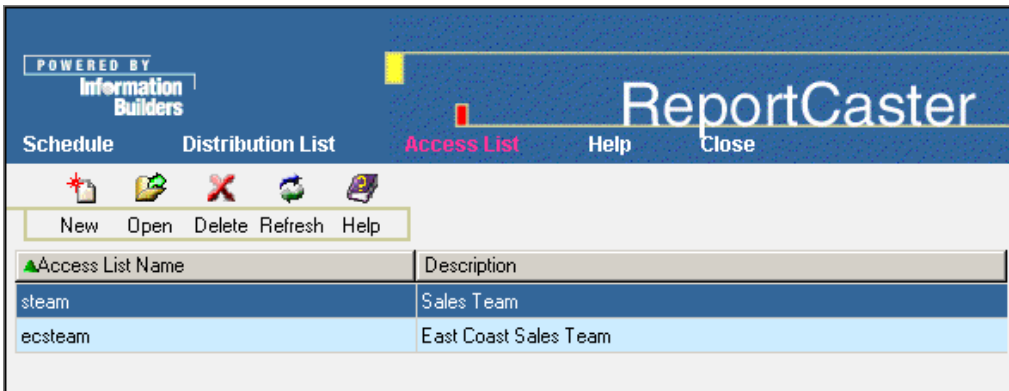 POWERED BY
Information
Builders
ReportCaster
Schedule Distribution List Access List Help Close
New Open Delete Refresh Help
Access List Name Description
steam Sales Team
ecsteam East Coast Sales Team